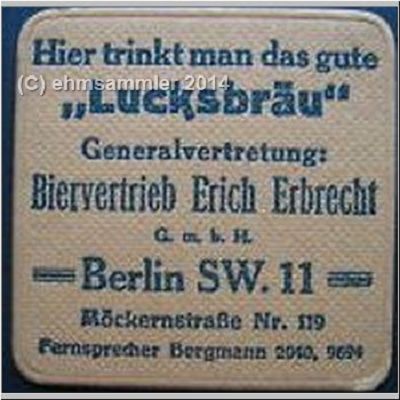 Hier trinkt man das gute
(C) ehmsammler 2014
„Lucksbräu“
Generalvertretung:
Biervertrieb Erich Erbrecht
G. m. b. H.
Berlin SW. 11
Möckernstraße Nr. 119
Fernsprecher Bergmann 2040, 9694